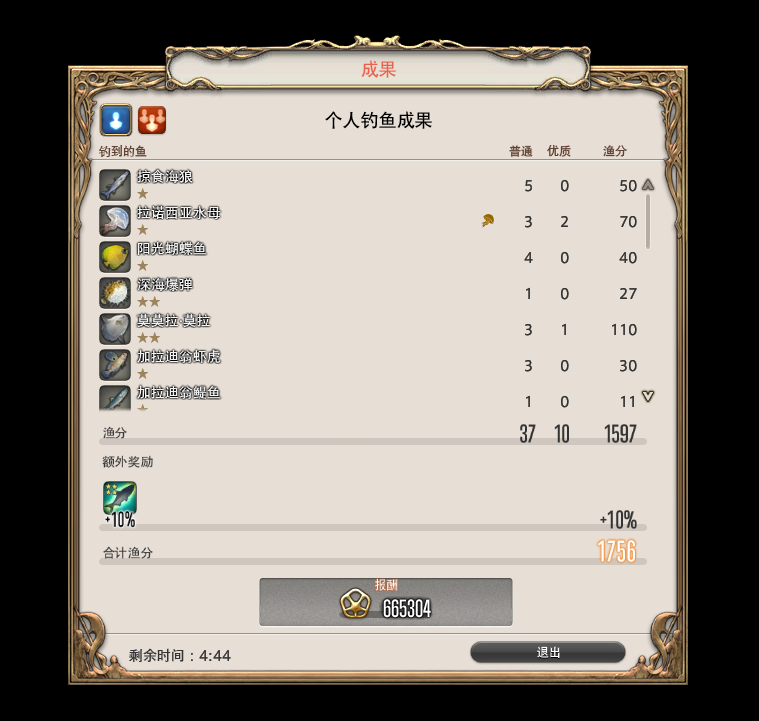 成果
个人钓鱼成果
钓到的鱼 普通 优质 渔分
掠食海狼 5 0 50
★
拉诺西亚水母 3 2 70
★
阳光蝴蝶鱼 4 0 40
★
深海爆弹 1 0 27
★★
莫莫拉·莫拉 3 1 110
★★
加拉迪翁虾虎 3 0 30
★
加拉迪翁鳀鱼 1 0 11
渔分 37 10 1597
额外奖励
+10% +10%
合计渔分 1756
报酬
665304
剩余时间：4:44 退出